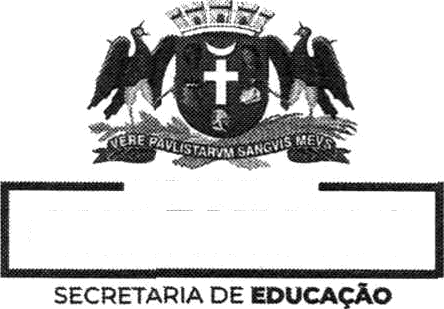 VERE PAVLISTARVM SANGVIS MEVS
SECRETARIA DE EDUCAÇÃO